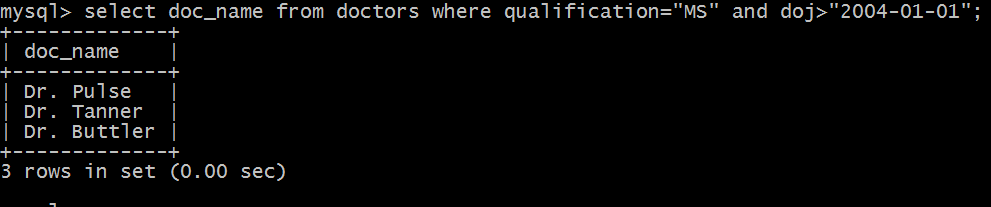 mysql> select doc_name from doctors where qualification="MS" and doj>"2004-01-01";
+-------------+
| doc_name    |
+-------------+
| Dr. Pulse   |
| Dr. Tanner  |
| Dr. Buttler |
+-------------+
3 rows in set (0.00 sec)